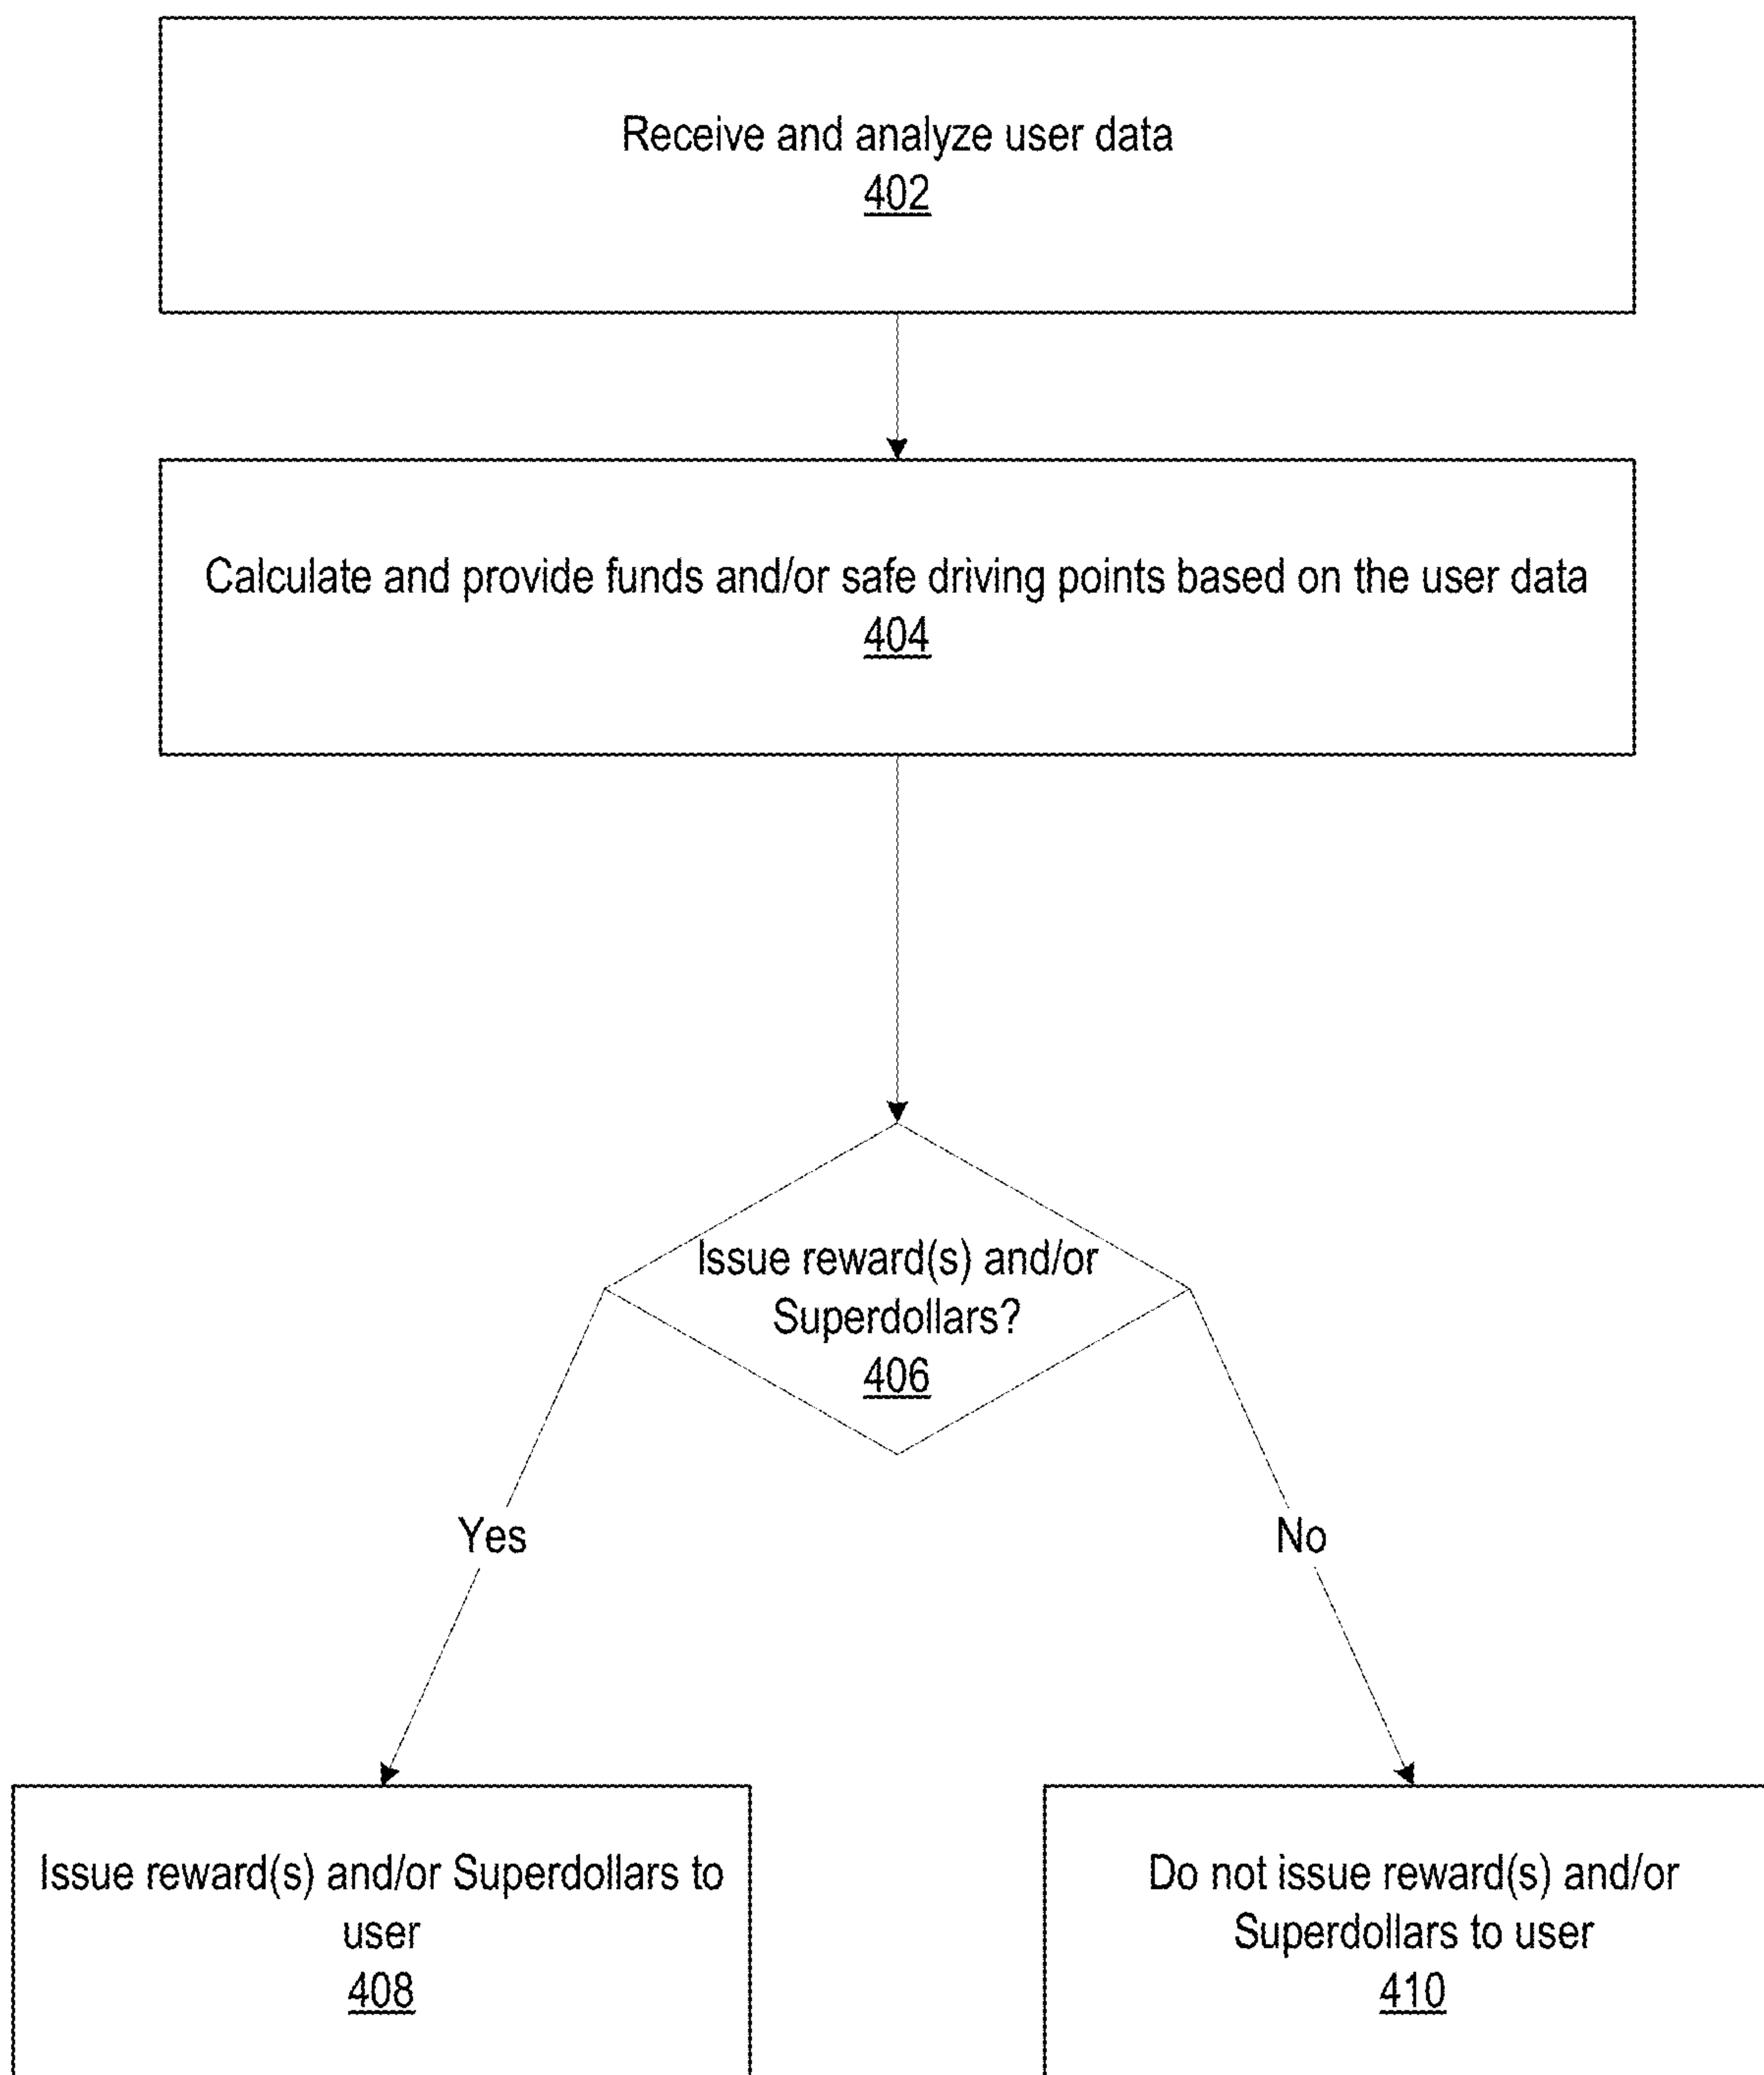 Receive and analyze user data
402
Calculate and provide funds and/or safe driving points based on the user data
404
Issue reward(s) and/or
Superdollars?
406
Yes
No
Issue reward(s) and/or Superdollars to
user
408
Do not issue reward(s) and/or
Superdollars to user
410